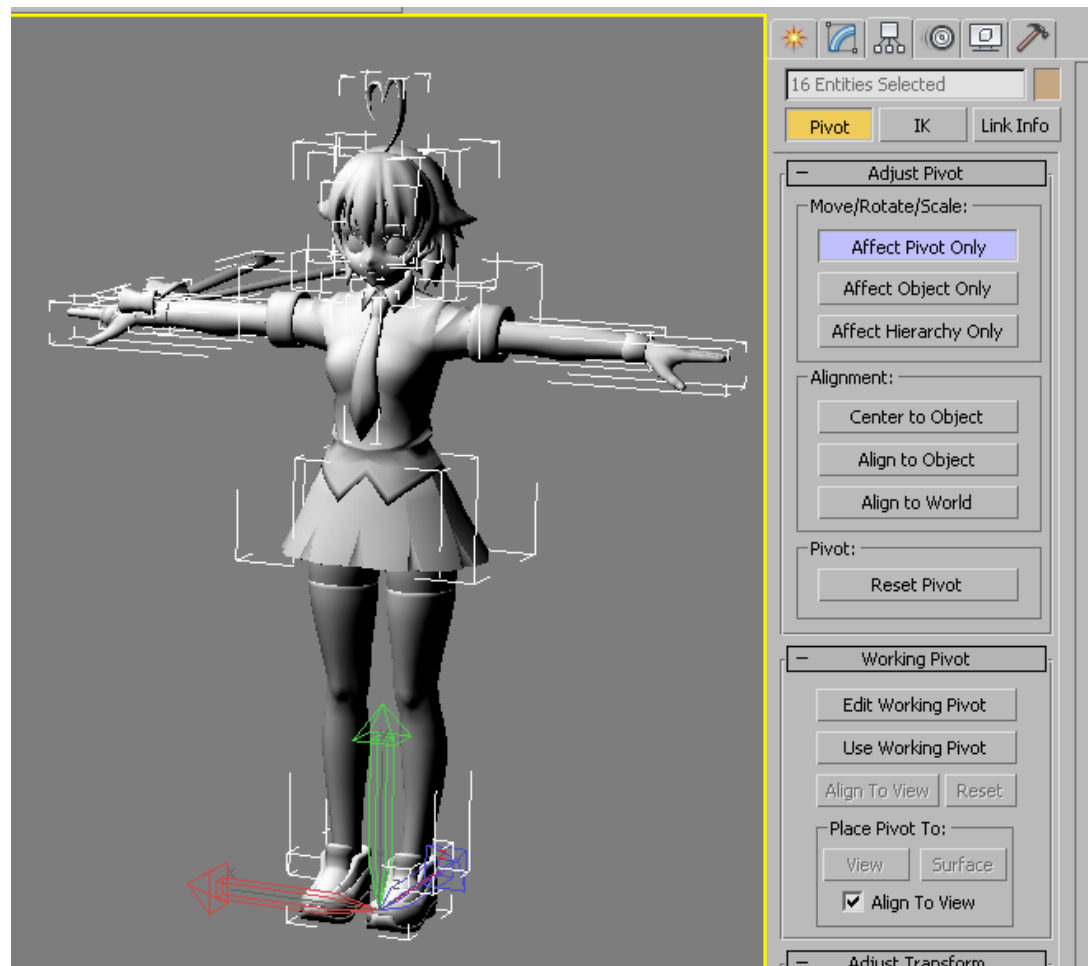 16 Entities Selected
Pivot IK Link Info
Adjust Pivot
Move/Rotate/Scale:
Affect Pivot Only
Affect Object Only
Affect Hierarchy Only
Alignment:
Center to Object
Align to Object
Align to World
Pivot:
Reset Pivot
Working Pivot
Edit Working Pivot
Use Working Pivot
Align To View Reset
Place Pivot To:
View Surface
Align To View
Adjust Transform